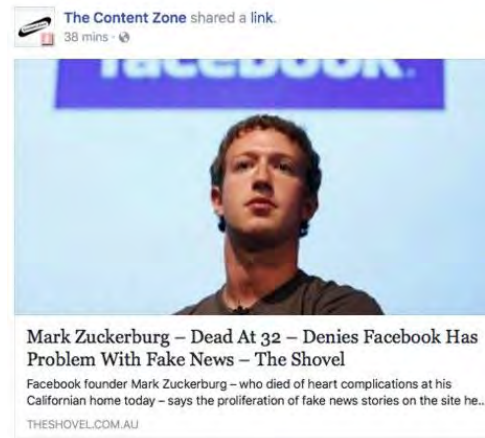 The Content Zone shared a link.
38 mins ·
facebook.
Mark Zuckerburg – Dead At 32 – Denies Facebook Has
Problem With Fake News – The Shovel
Facebook founder Mark Zuckerburg – who died of heart complications at his
Californian home today – says the proliferation of fake news stories on the site he..
THESHOVEL.COM.AU